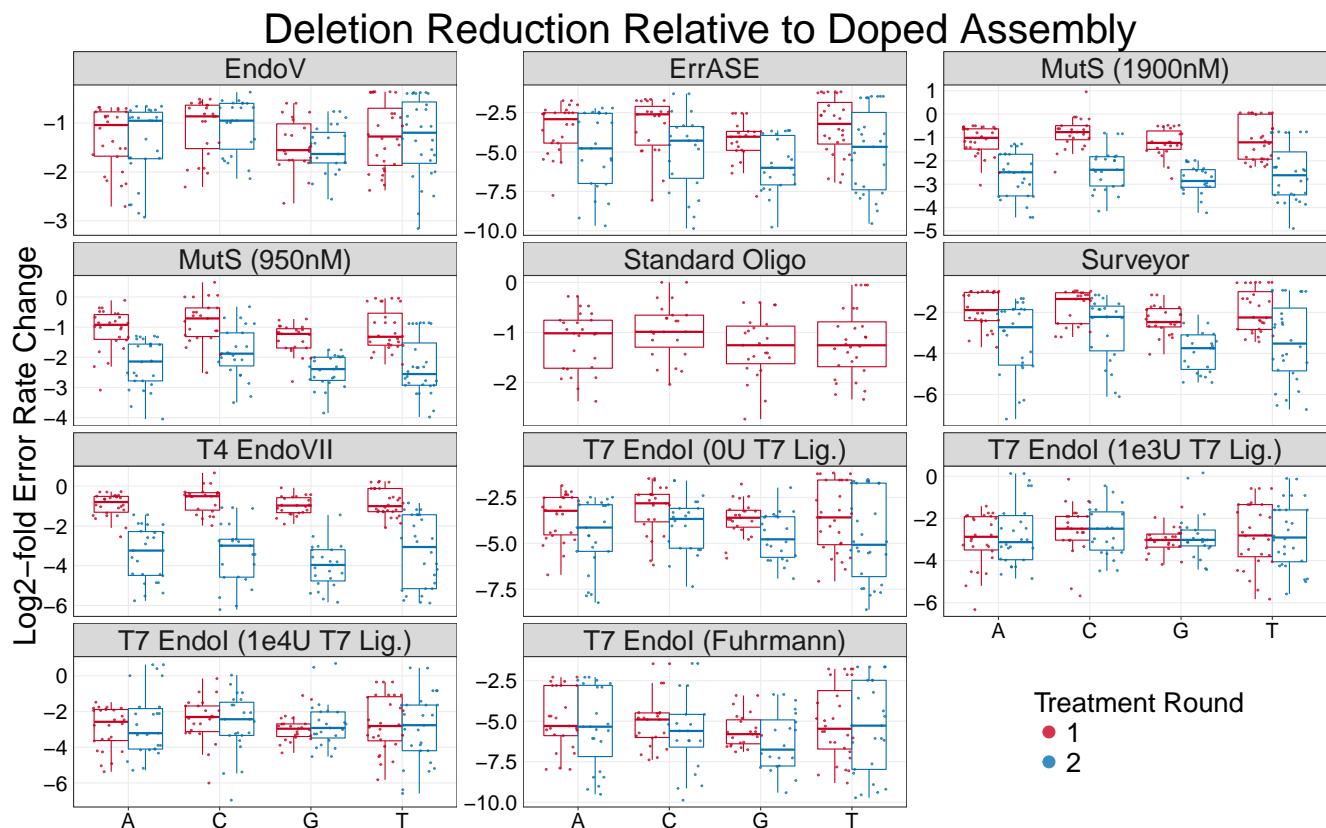 Deletion Reduction Relative to Doped Assembly
Log2−fold Error Rate Change
EndoV
−1
−2
−3
ErrASE
−2.5
−5.0
−7.5
−10.0
MutS (1900nM)
1
0
−1
−2
−3
−4
−5
MutS (950nM)
0
−1
−2
−3
−4
Standard Oligo
0
−1
−2
Surveyor
−2
−4
−6
T4 EndoVII
0
−2
−4
−6
T7 EndoI (0U T7 Lig.)
−2.5
−5.0
−7.5
T7 EndoI (1e3U T7 Lig.)
0
−2
−4
−6
A C G T
T7 EndoI (1e4U T7 Lig.)
0
−2
−4
−6
A C G T
T7 EndoI (Fuhrmann)
−2.5
−5.0
−7.5
−10.0
A C G T
Treatment Round
1
2